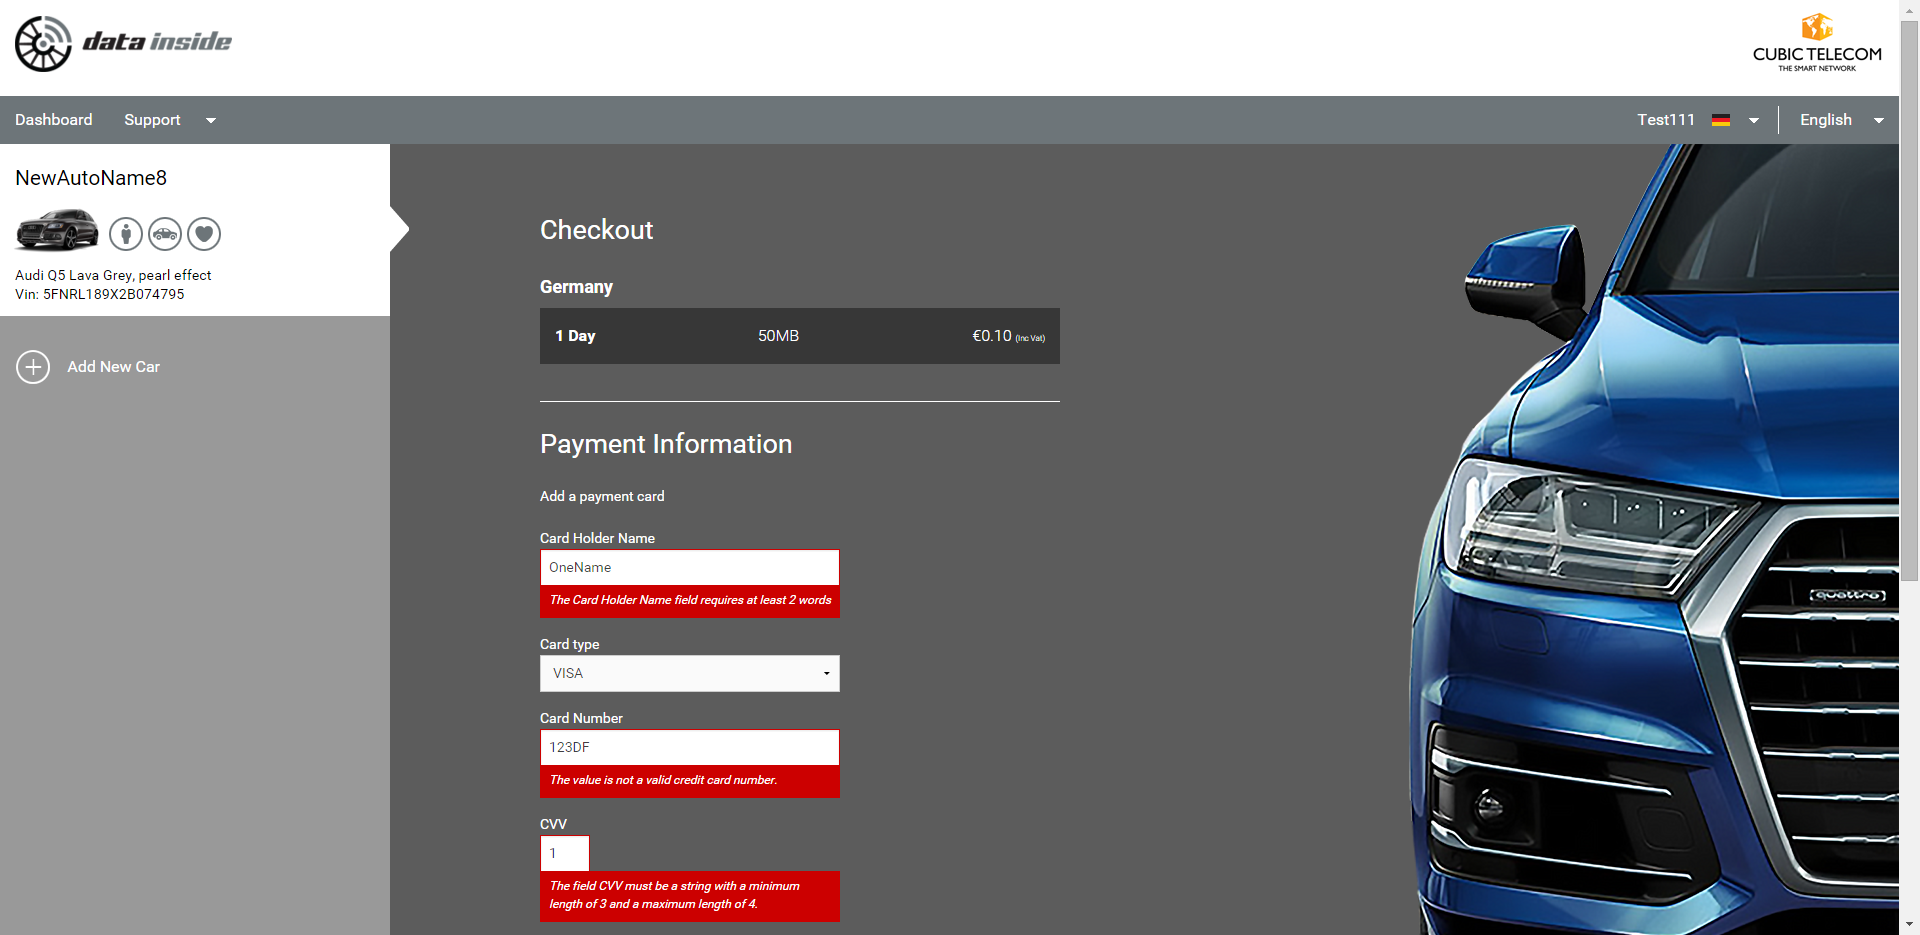 data inside
CUBIC TELECOM
THE SMART NETWORK
Dashboard
Support
Test111
English
NewAutoName8
Audi Q5 Lava Grey, pearl effect
Vin: 5FNRL189X2B074795
Add New Car
Checkout
Germany
1 Day 50MB €0.10 (Inc Vat)
Payment Information
Add a payment card
Card Holder Name
OneName
The Card Holder Name field requires at least 2 words
Card type
VISA
Card Number
123DF
The value is not a valid credit card number.
CVV
1
The field CVV must be a string with a minimum
length of 3 and a maximum length of 4.
quattro